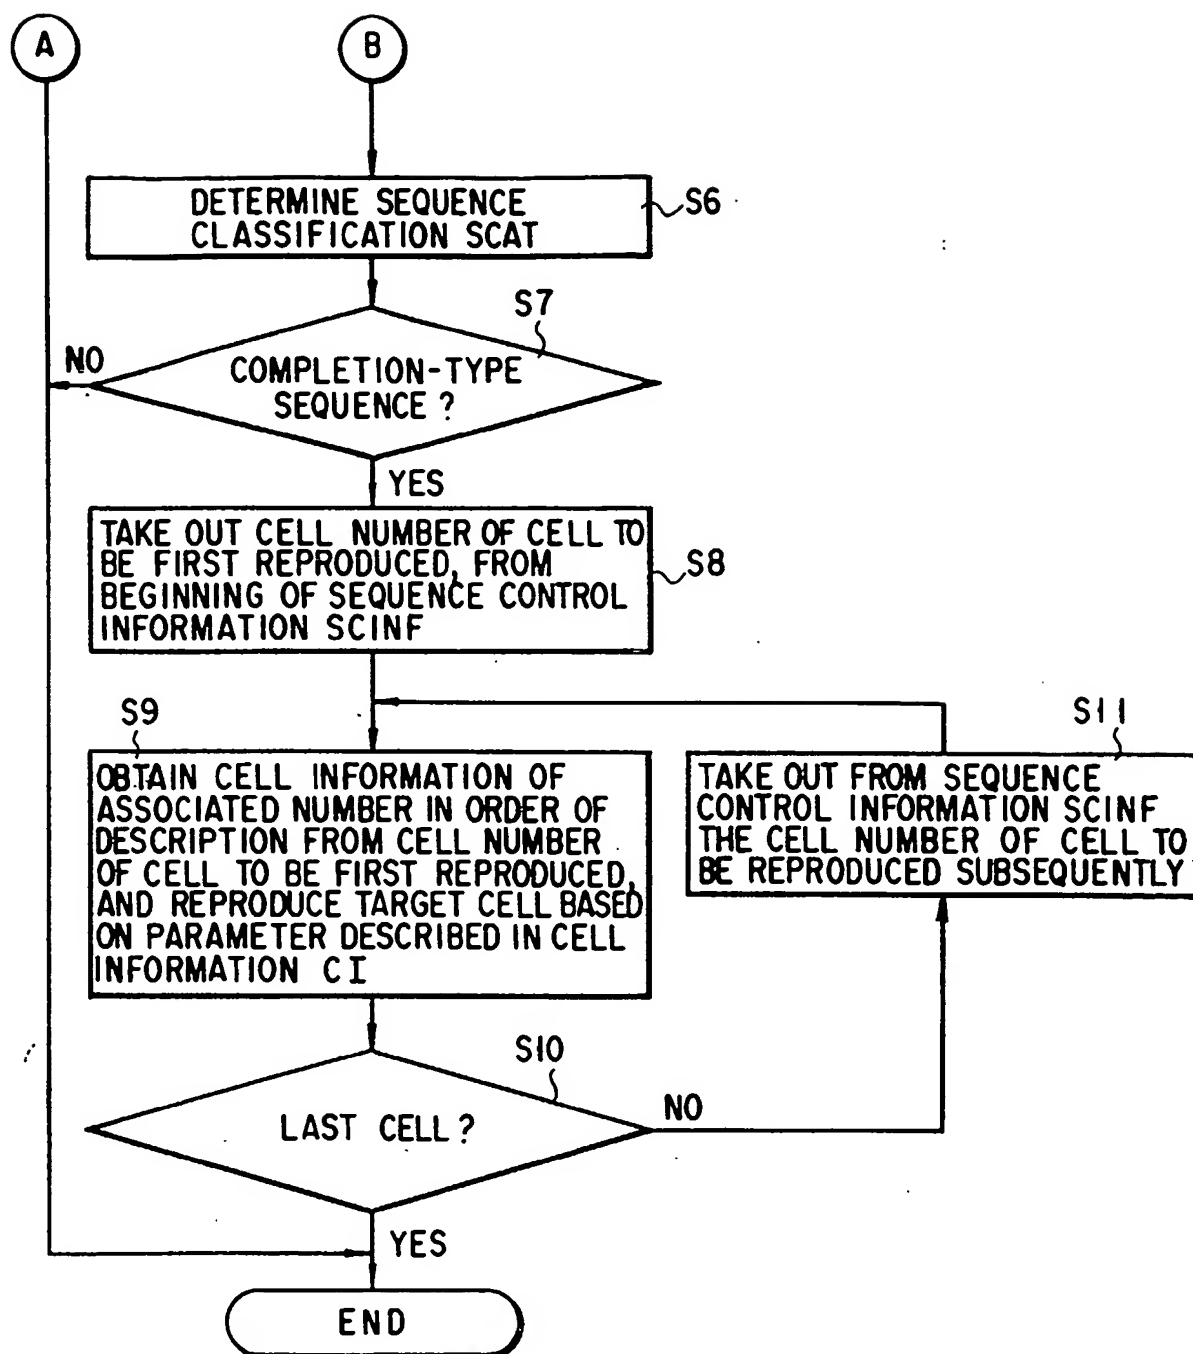 A
B
DETERMINE SEQUENCE
CLASSIFICATION SCAT
S6
S7
NO
COMPLETION-TYPE
SEQUENCE?
YES
TAKE OUT CELL NUMBER OF CELL TO
BE FIRST REPRODUCED, FROM
BEGINNING OF SEQUENCE CONTROL
INFORMATION SCINF
S8
S9
OBTAIN CELL INFORMATION OF
ASSOCIATED NUMBER IN ORDER OF
DESCRIPTION FROM CELL NUMBER
OF CELL TO BE FIRST REPRODUCED,
AND REPRODUCE TARGET CELL BASED
ON PARAMETER DESCRIBED IN CELL
INFORMATION CI
S11
TAKE OUT FROM SEQUENCE
CONTROL INFORMATION SCINF
THE CELL NUMBER OF CELL TO
BE REPRODUCED SUBSEQUENTLY
S10
LAST CELL?
NO
YES
END